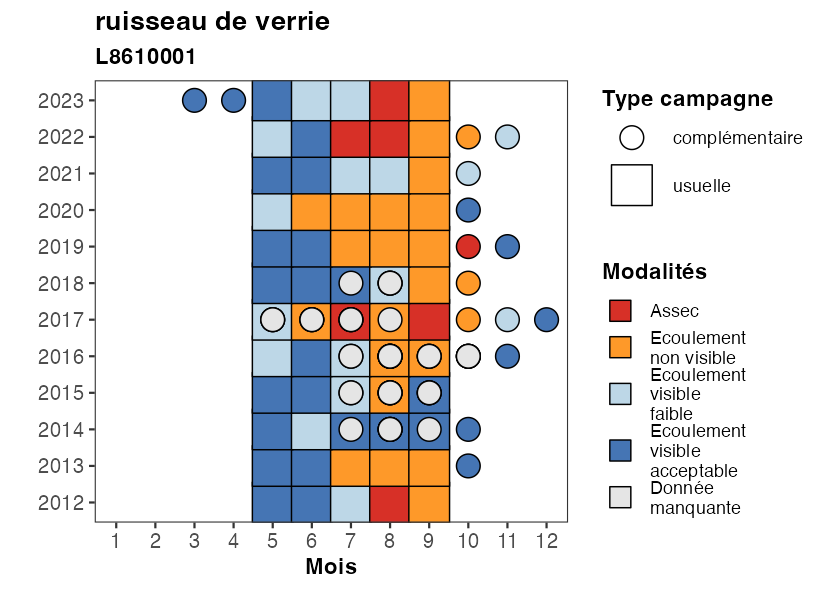 ruisseau de verrie
L8610001
2023
2022
2021
2020
2019
2018
2017
2016
2015
2014
2013
2012
1 2 3 4 5 6 7 8 9 10 11 12
Mois
Type campagne
complémentaire
usuelle
Modalités
Assec
Ecoulement
non visible
Ecoulement
visible
faible
Ecoulement
visible
acceptable
Donnée
manquante